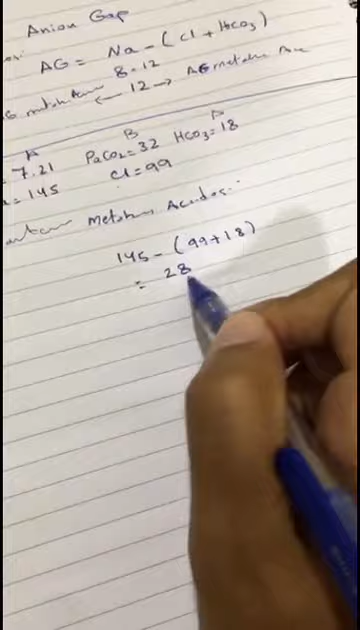 Anion Gap
AG = Na - (Cl + HCO3)
8 - 12
← 12 → AG metabolic
A B A
= 7.21 PaCO2 = 32 HCO3 = 18
= 145 Cl = 99
Metabolic Acidosis
145 - (99 + 18)
= 28